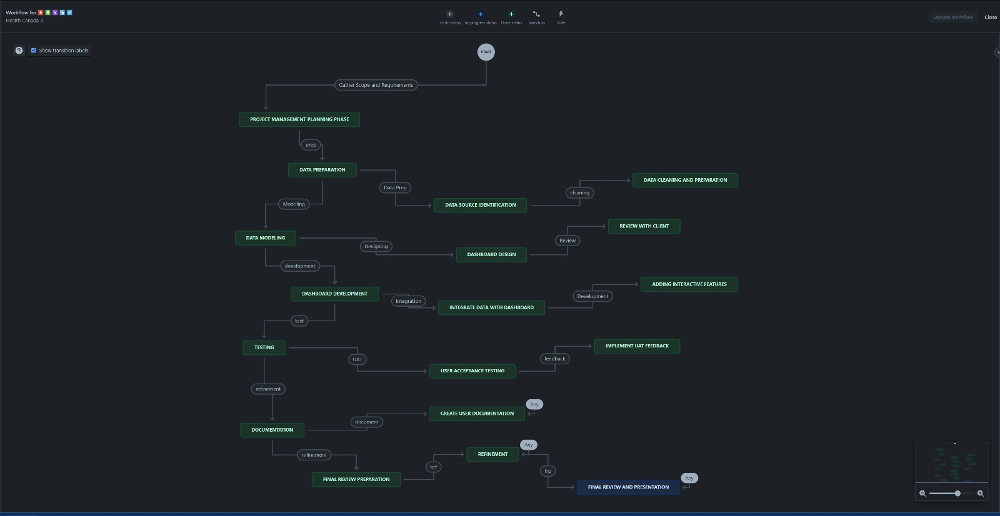 Workflow for
Health Canada-2
To-do status
In-progress status
Done status
Transition
Rule
Update workflow
Close
?
Show transition labels
START
Gather Scope and Requirements
PROJECT MANAGEMENT PLANNING PHASE
prep
DATA PREPARATION
Data Prep
DATA CLEANING AND PREPARATION
cleaning
DATA SOURCE IDENTIFICATION
Modeling
REVIEW WITH CLIENT
DATA MODELING
Review
Designing
DASHBOARD DESIGN
development
ADDING INTERACTIVE FEATURES
DASHBOARD DEVELOPMENT
Development
integration
INTEGRATE DATA WITH DASHBOARD
test
TESTING
IMPLEMENT UAT FEEDBACK
UAT
feedback
USER ACCEPTANCE TESTING
refinement
Any
CREATE USER DOCUMENTATION
document
DOCUMENTATION
Any
refinement
REFINEMENT
ref
frp
FINAL REVIEW PREPARATION
Any
FINAL REVIEW AND PRESENTATION